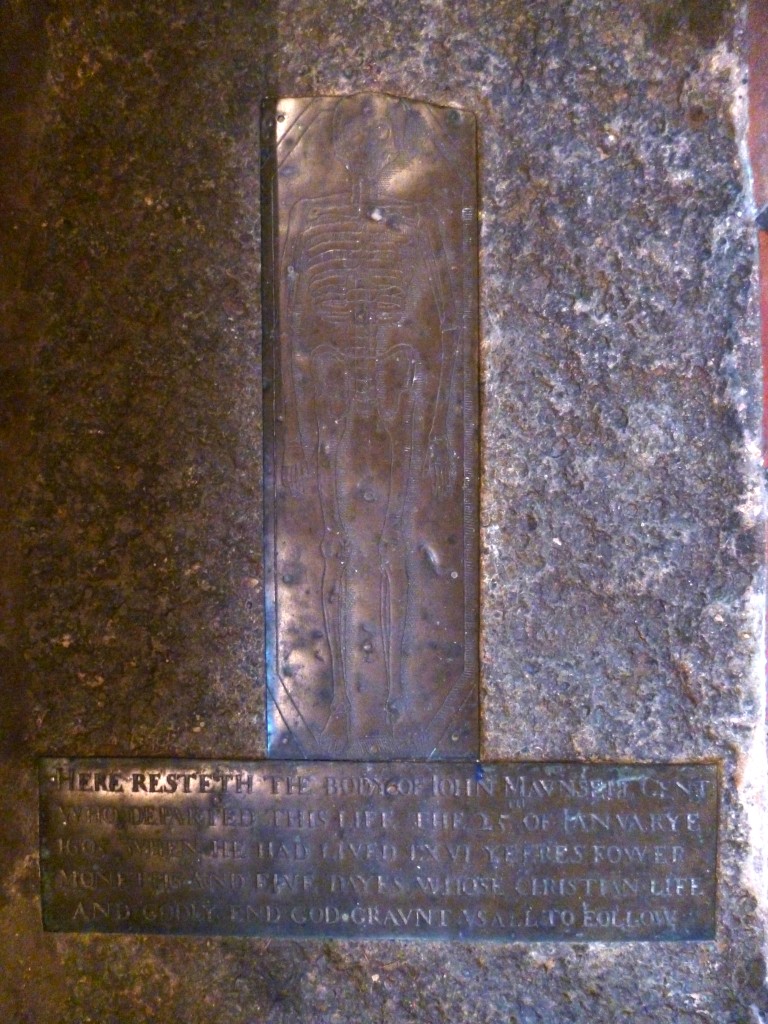 HERE RESTETH THE BODY OF IOHN MAVNSELL GENT
WHO DEPARTED THIS LIFE THE 25 OF IANVARYE
WHEN HE HAD LIVED LXVI YEERES FOWER
MONETHS AND FIVE DAYES WHOSE CHRISTIAN LIFE
AND GODLY END GOD GRAVNT VS ALL TO FOLLOW